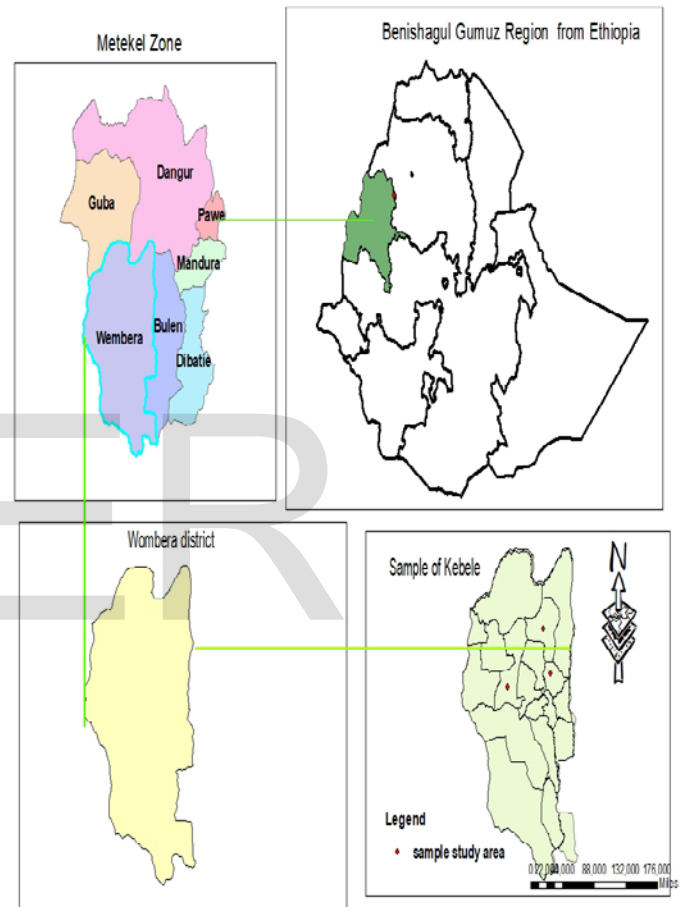 Metekel Zone
Dangur
Guba
Pawe
Mandura
Wembera
Bulen
Dibatie
Benishagul Gumuz Region from Ethiopia
Wombera district
Sample of Kebele
N
Legend
sample study area
88,000 132,000 176,000
Miles
ER